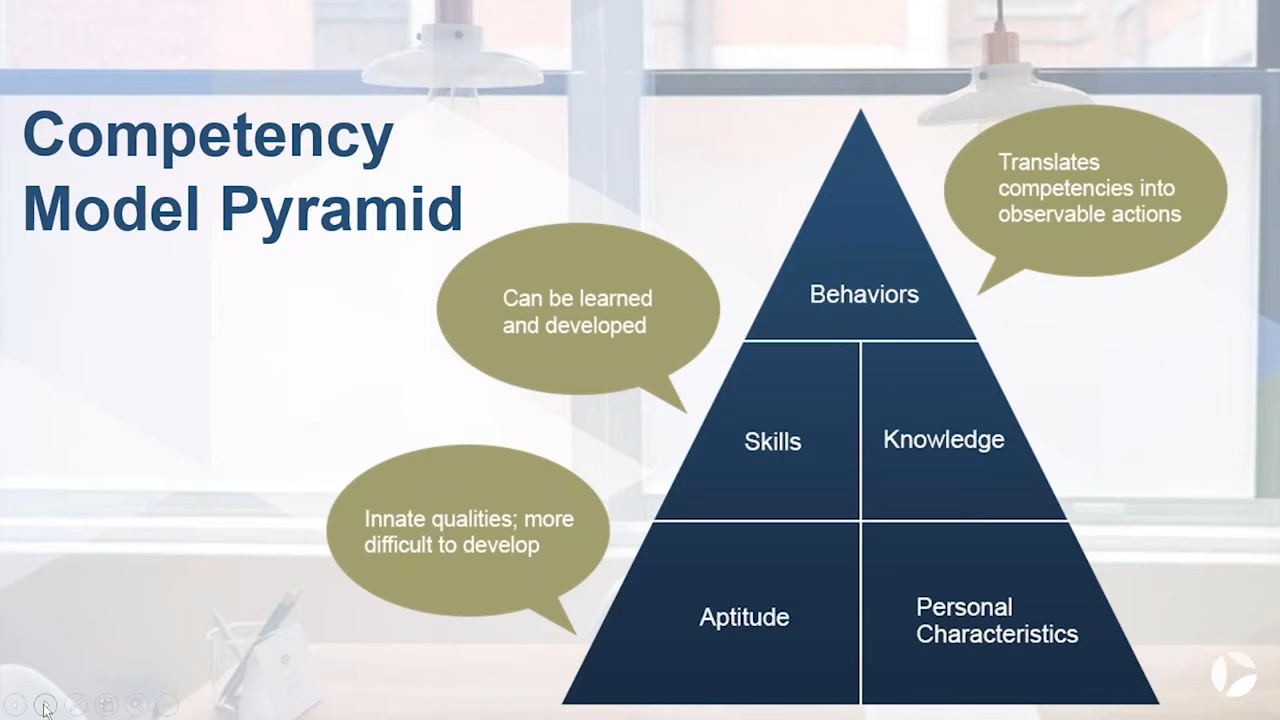 Competency
Model Pyramid
Translates
competencies into
observable actions
Can be learned
and developed
Behaviors
Skills
Knowledge
Innate qualities; more
difficult to develop
Aptitude
Personal
Characteristics